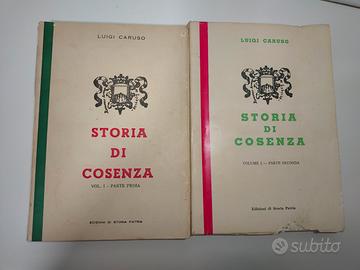 LUIGI CARUSO
STORIA
DI
COSENZA
VOL. I - PARTE PRIMA
EDIZIONI DI STORIA PATRIA
LUIGI CARUSO
STORIA
DI
COSENZA
VOLUME I - PARTE SECONDA
Edizioni di Storia Patria
subito